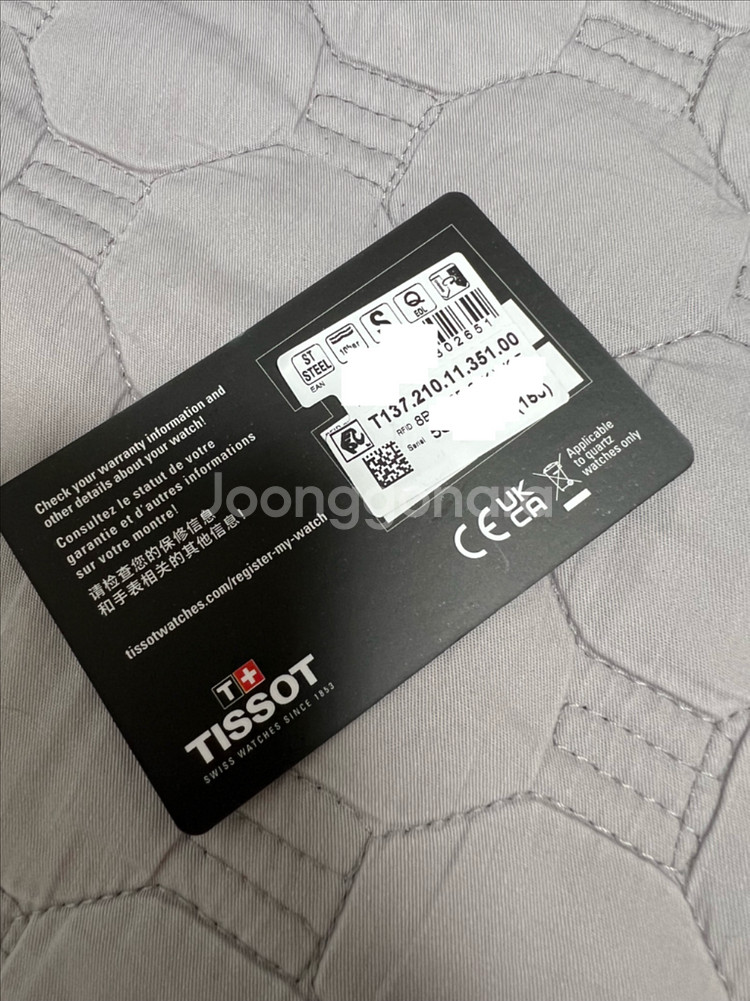 ST
STEEL
10bar
S
Q
EOL
EAN
302651
T137.210.11.351.00
RFID
Serial
Check your warranty information and
other details about your watch!
Consultez le statut de votre
garantie et d'autres informations
sur votre montre!
请检查您的保修信息
和手表相关的其他信息!
tissotwatches.com/register-my-watch
CE UK
CA
Applicable
to quartz
watches only
T+
TISSOT
SWISS WATCHES SINCE 1853
Joonggonara